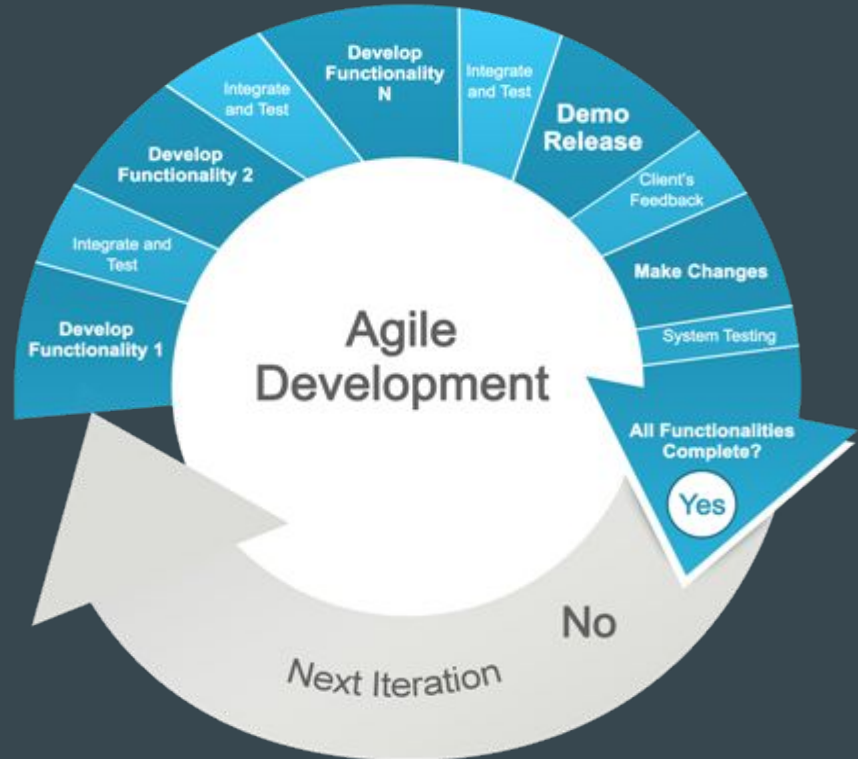 Agile
Development
Develop
Functionality 1
Integrate and
Test
Develop
Functionality 2
Integrate
and Test
Develop
Functionality
N
Integrate
and Test
Demo
Release
Client's
Feedback
Make Changes
System Testing
All Functionalities
Complete?
Yes
No
Next Iteration